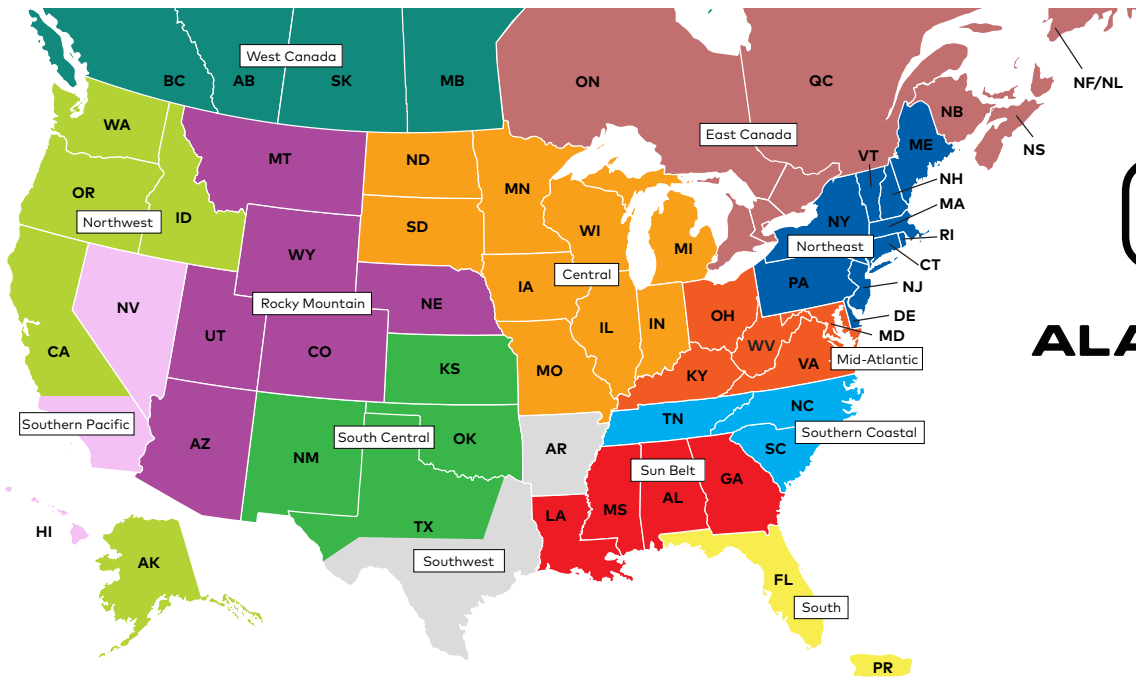 West Canada
BC
AB
SK
MB
ON
QC
NF/NL
NB
NS
East Canada
WA
MT
ND
MN
VT
ME
NH
MA
OR
ID
Northwest
SD
WI
MI
NY
RI
Northeast
CT
WY
Central
PA
NJ
NV
Rocky Mountain
NE
IA
IL
IN
OH
DE
MD
WV
UT
CO
CA
KS
MO
KY
VA
Mid-Atlantic
Southern Pacific
AZ
NM
South Central
OK
AR
TN
NC
Southern Coastal
SC
Sun Belt
GA
AL
MS
LA
TX
HI
AK
Southwest
FL
South
PR
ALA